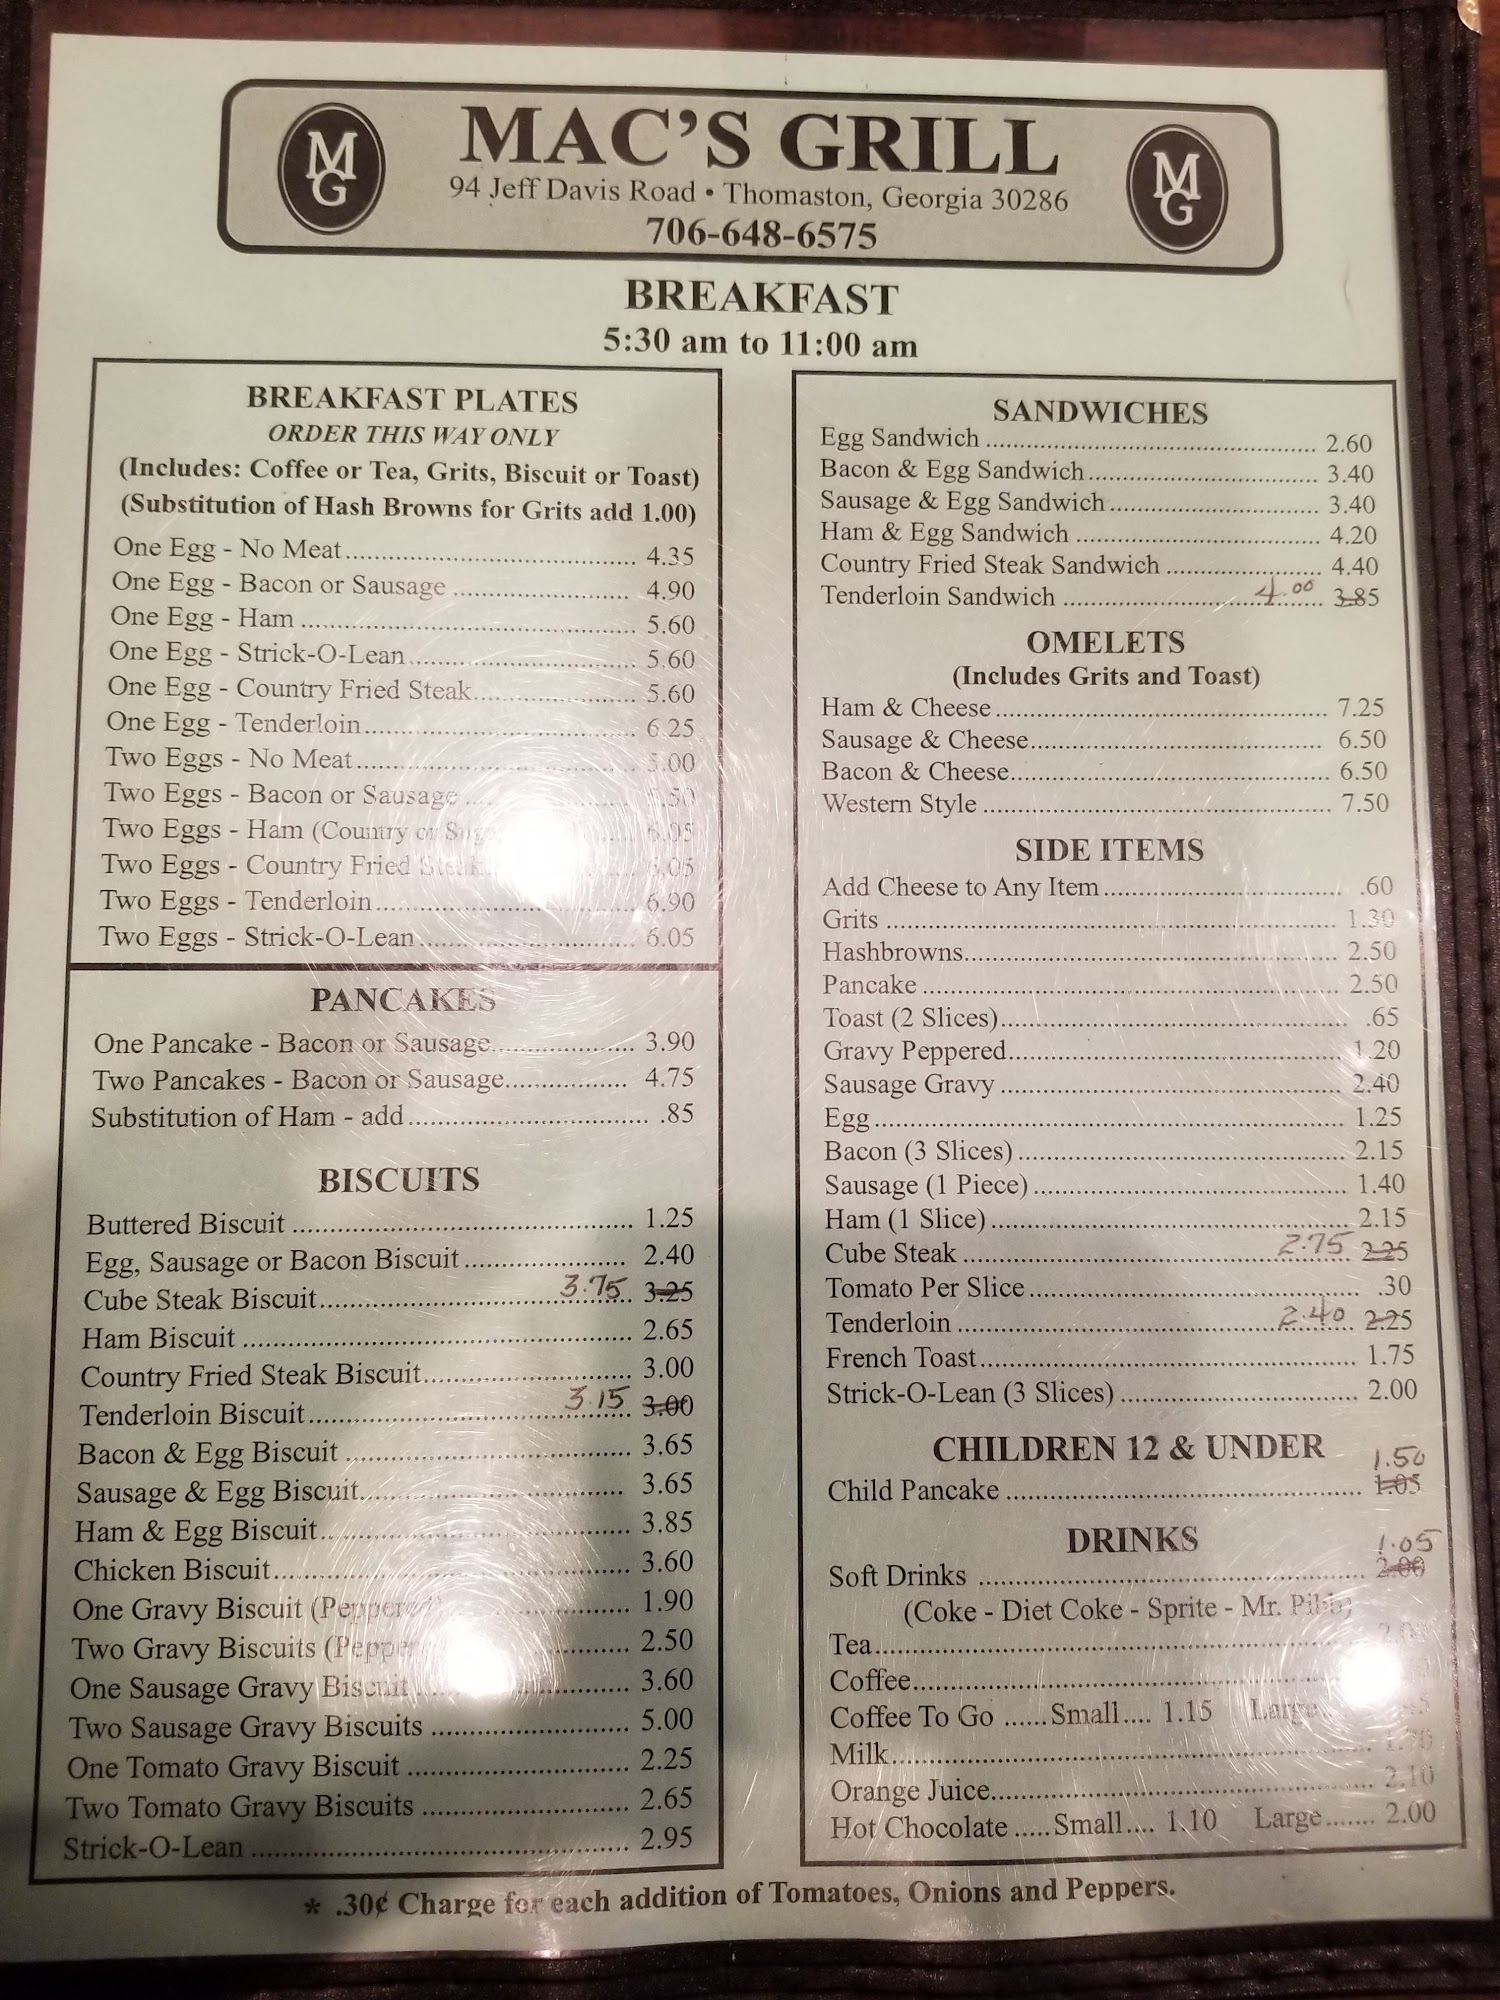 MG
MAC'S GRILL
MG
94 Jeff Davis Road • Thomaston, Georgia 30286
706-648-6575
BREAKFAST
5:30 am to 11:00 am
BREAKFAST PLATES
ORDER THIS WAY ONLY
(Includes: Coffee or Tea, Grits, Biscuit or Toast)
(Substitution of Hash Browns for Grits add 1.00)
One Egg - No Meat 4.35
One Egg - Bacon or Sausage 4.90
One Egg - Ham 5.60
One Egg - Strick-O-Lean 5.60
One Egg - Country Fried Steak 5.60
One Egg - Tenderloin 6.25
Two Eggs - No Meat 5.00
Two Eggs - Bacon or Sausage
Two Eggs - Ham (Country or 6.05
Two Eggs - Country Fried Steak 6.05
Two Eggs - Tenderloin 6.90
Two Eggs - Strick-O-Lean 6.05
PANCAKES
One Pancake - Bacon or Sausage 3.90
Two Pancakes - Bacon or Sausage 4.75
Substitution of Ham - add .85
BISCUITS
Buttered Biscuit 1.25
Egg, Sausage or Bacon Biscuit 2.40
Cube Steak Biscuit 3.75 3.25
Ham Biscuit 2.65
Country Fried Steak Biscuit 3.00
Tenderloin Biscuit 3.15 3.00
Bacon & Egg Biscuit 3.65
Sausage & Egg Biscuit 3.65
Ham & Egg Biscuit 3.85
Chicken Biscuit 3.60
One Gravy Biscuit (Peppered) 1.90
Two Gravy Biscuits 2.50
One Sausage Gravy Biscuit 3.60
Two Sausage Gravy Biscuits 5.00
One Tomato Gravy Biscuit 2.25
Two Tomato Gravy Biscuits 2.65
Strick-O-Lean 2.95
SANDWICHES
Egg Sandwich 2.60
Bacon & Egg Sandwich 3.40
Sausage & Egg Sandwich 3.40
Ham & Egg Sandwich 4.20
Country Fried Steak Sandwich 4.40
Tenderloin Sandwich 4.00 3.85
OMELETS
(Includes Grits and Toast)
Ham & Cheese 7.25
Sausage & Cheese 6.50
Bacon & Cheese 6.50
Western Style 7.50
SIDE ITEMS
Add Cheese to Any Item .60
Grits 1.30
Hashbrowns 2.50
Pancake 2.50
Toast (2 Slices) .65
Gravy Peppered 1.20
Sausage Gravy 2.40
Egg 1.25
Bacon (3 Slices) 2.15
Sausage (1 Piece) 1.40
Ham (1 Slice) 2.15
Cube Steak 2.75 2.25
Tomato Per Slice .30
Tenderloin 2.40 2.25
French Toast 1.75
Strick-O-Lean (3 Slices) 2.00
CHILDREN 12 & UNDER
Child Pancake 1.50 1.05
DRINKS
Soft Drinks 1.05 2.00
(Coke - Diet Coke - Sprite - Mr. Pibb)
Tea
Coffee
Coffee To Go Small 1.15 Large
Milk
Orange Juice 2.10
Hot Chocolate Small 1.10 Large 2.00
* .30¢ Charge for each addition of Tomatoes, Onions and Peppers.